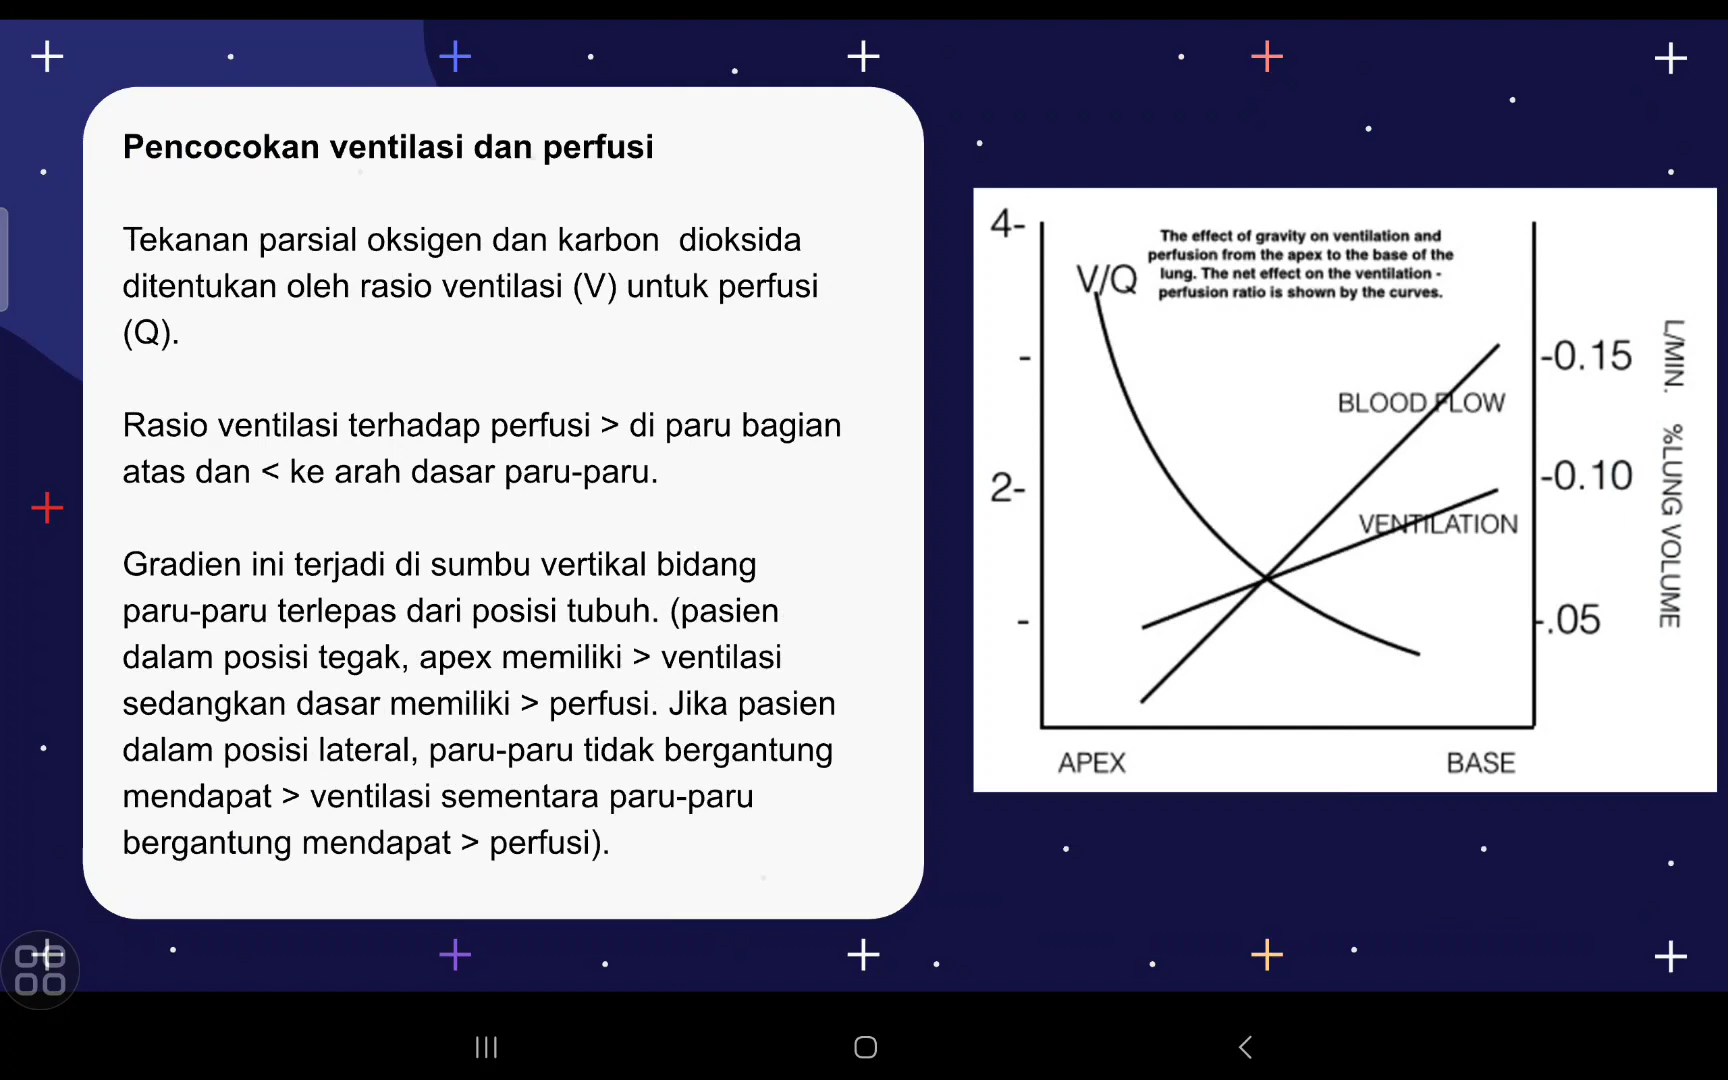 Pencocokan ventilasi dan perfusi
Tekanan parsial oksigen dan karbon  dioksida
ditentukan oleh rasio ventilasi (V) untuk perfusi
(Q).
Rasio ventilasi terhadap perfusi > di paru bagian
atas dan < ke arah dasar paru-paru.
Gradien ini terjadi di sumbu vertikal bidang
paru-paru terlepas dari posisi tubuh. (pasien
dalam posisi tegak, apex memiliki > ventilasi
sedangkan dasar memiliki > perfusi. Jika pasien
dalam posisi lateral, paru-paru tidak bergantung
mendapat > ventilasi sementara paru-paru
bergantung mendapat > perfusi).
The effect of gravity on ventilation and
perfusion from the apex to the base of the
lung. The net effect on the ventilation -
perfusion ratio is shown by the curves.
4-
V/Q
-
2-
-
BLOOD FLOW
VENTILATION
-0.15
-0.10
-.05
L/MIN. %LUNG VOLUME
APEX
BASE